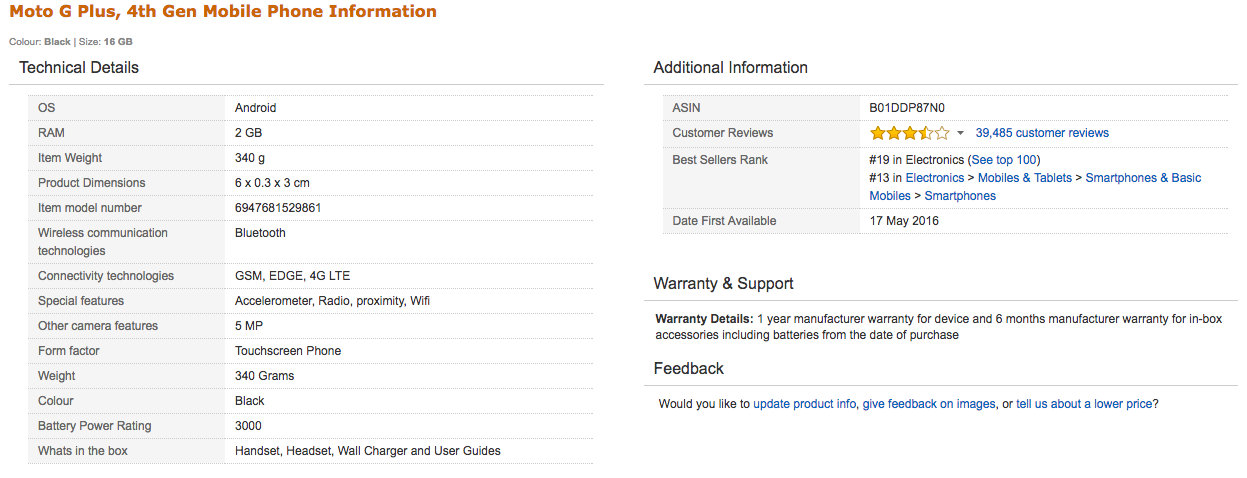 Moto G Plus, 4th Gen Mobile Phone Information
Colour: Black | Size: 16 GB
Technical Details
OS Android
RAM 2 GB
Item Weight 340 g
Product Dimensions 6 x 0.3 x 3 cm
Item model number 6947681529861
Wireless communication Bluetooth
technologies
Connectivity technologies GSM, EDGE, 4G LTE
Special features Accelerometer, Radio, proximity, Wifi
Other camera features 5 MP
Form factor Touchscreen Phone
Weight 340 Grams
Colour Black
Battery Power Rating 3000
Whats in the box Handset, Headset, Wall Charger and User Guides
Additional Information
ASIN B01DDP87N0
Customer Reviews 39,485 customer reviews
Best Sellers Rank #19 in Electronics (See top 100)
#13 in Electronics > Mobiles & Tablets > Smartphones & Basic
Mobiles > Smartphones
Date First Available 17 May 2016
Warranty & Support
Warranty Details: 1 year manufacturer warranty for device and 6 months manufacturer warranty for in-box
accessories including batteries from the date of purchase
Feedback
Would you like to update product info, give feedback on images, or tell us about a lower price?